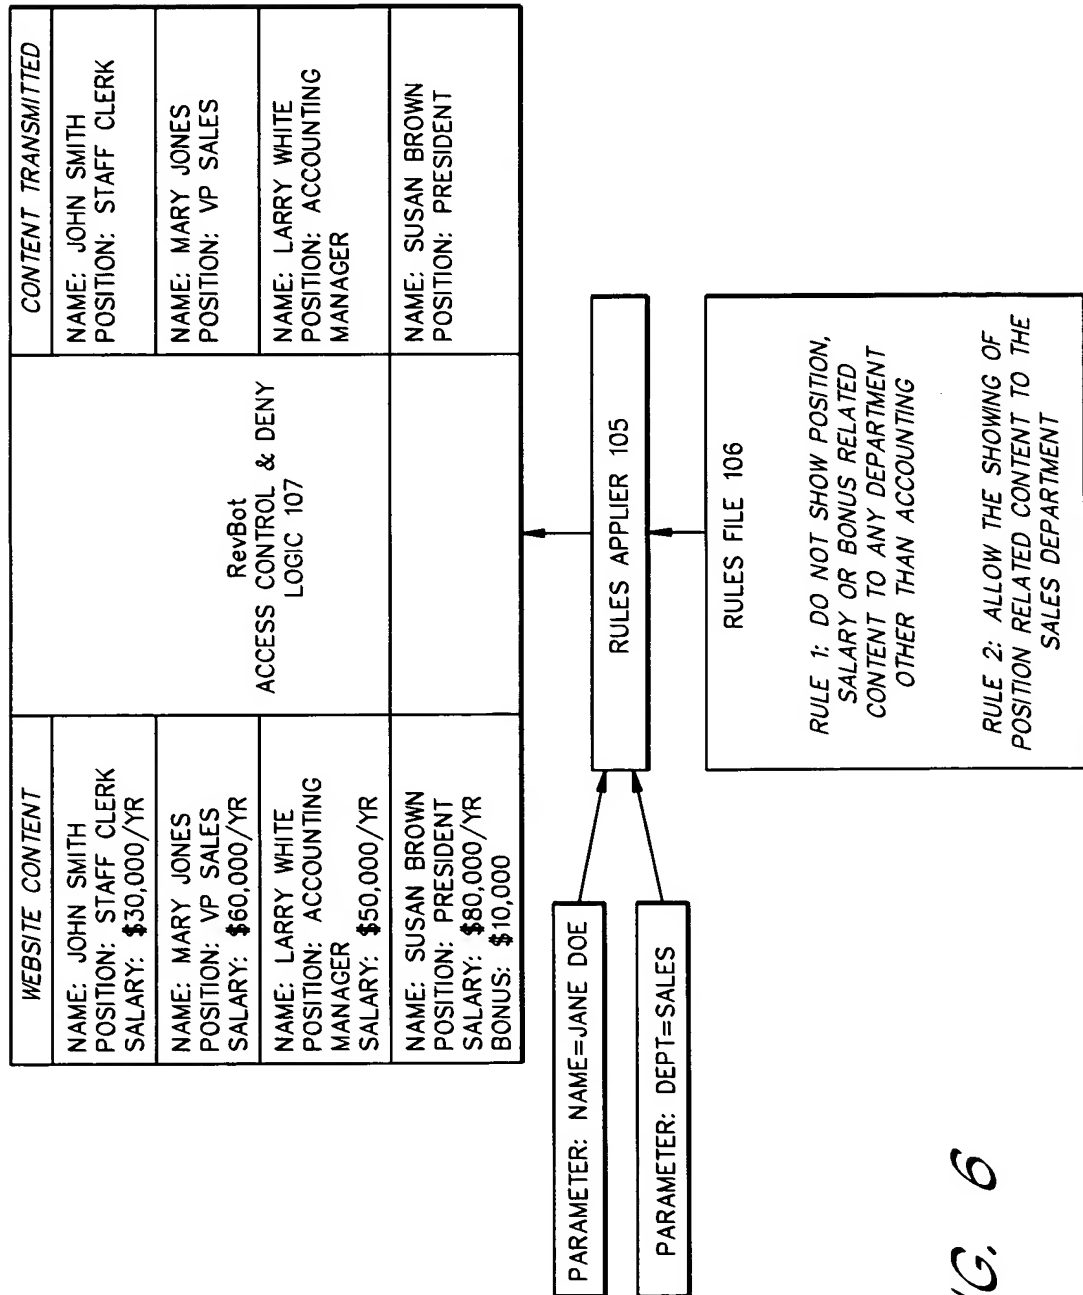 WEBSITE CONTENT
CONTENT TRANSMITTED
NAME: JOHN SMITH
POSITION: STAFF CLERK
SALARY: $30,000/YR
NAME: MARY JONES
POSITION: VP SALES
SALARY: $60,000/YR
NAME: LARRY WHITE
POSITION: ACCOUNTING
MANAGER
SALARY: $50,000/YR
NAME: SUSAN BROWN
POSITION: PRESIDENT
SALARY: $80,000/YR
BONUS: $10,000
RevBot
ACCESS CONTROL & DENY
LOGIC 107
NAME: JOHN SMITH
POSITION: STAFF CLERK
NAME: MARY JONES
POSITION: VP SALES
NAME: LARRY WHITE
POSITION: ACCOUNTING
MANAGER
NAME: SUSAN BROWN
POSITION: PRESIDENT
PARAMETER: NAME=JANE DOE
PARAMETER: DEPT=SALES
RULES APPLIER 105
RULES FILE 106
RULE 1: DO NOT SHOW POSITION,
SALARY OR BONUS RELATED
CONTENT TO ANY DEPARTMENT
OTHER THAN ACCOUNTING
RULE 2: ALLOW THE SHOWING OF
POSITION RELATED CONTENT TO THE
SALES DEPARTMENT
IG. 6